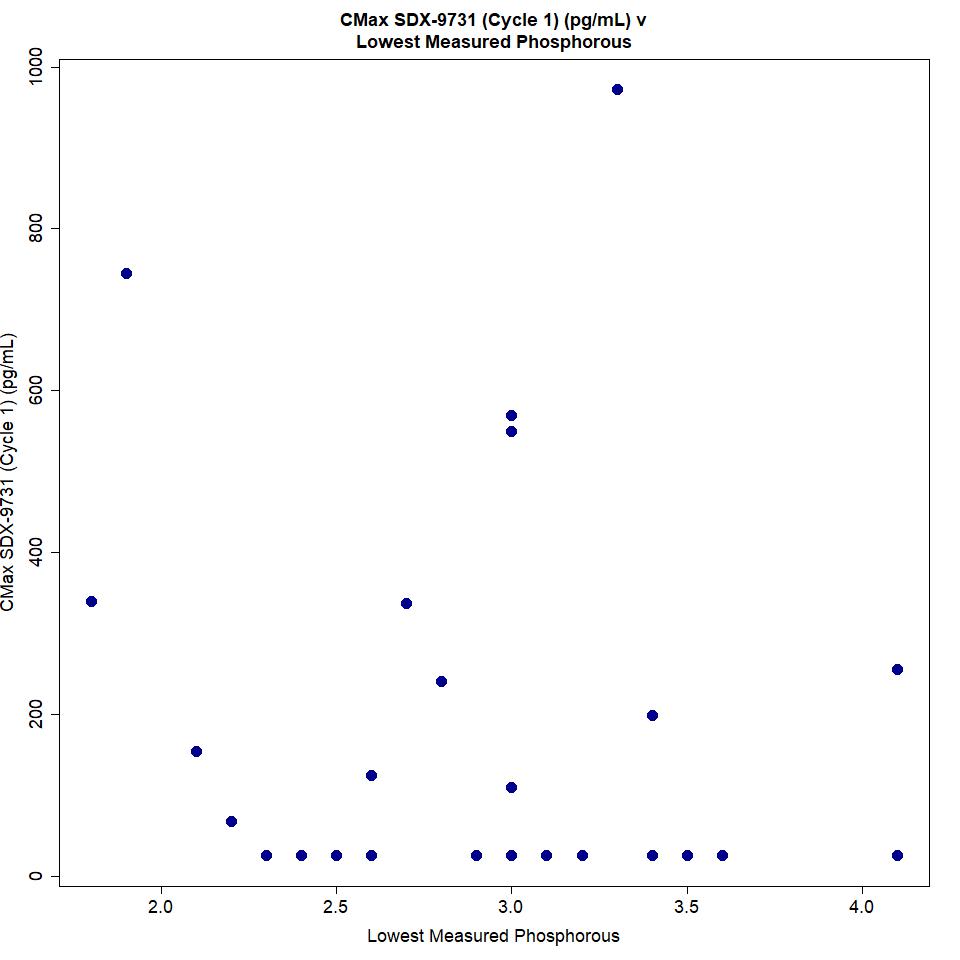 CMax SDX-9731 (Cycle 1) (pg/mL) v
Lowest Measured Phosphorous
1000
800
600
400
200
0
CMax SDX-9731 (Cycle 1) (pg/mL)
2.0 2.5 3.0 3.5 4.0
Lowest Measured Phosphorous